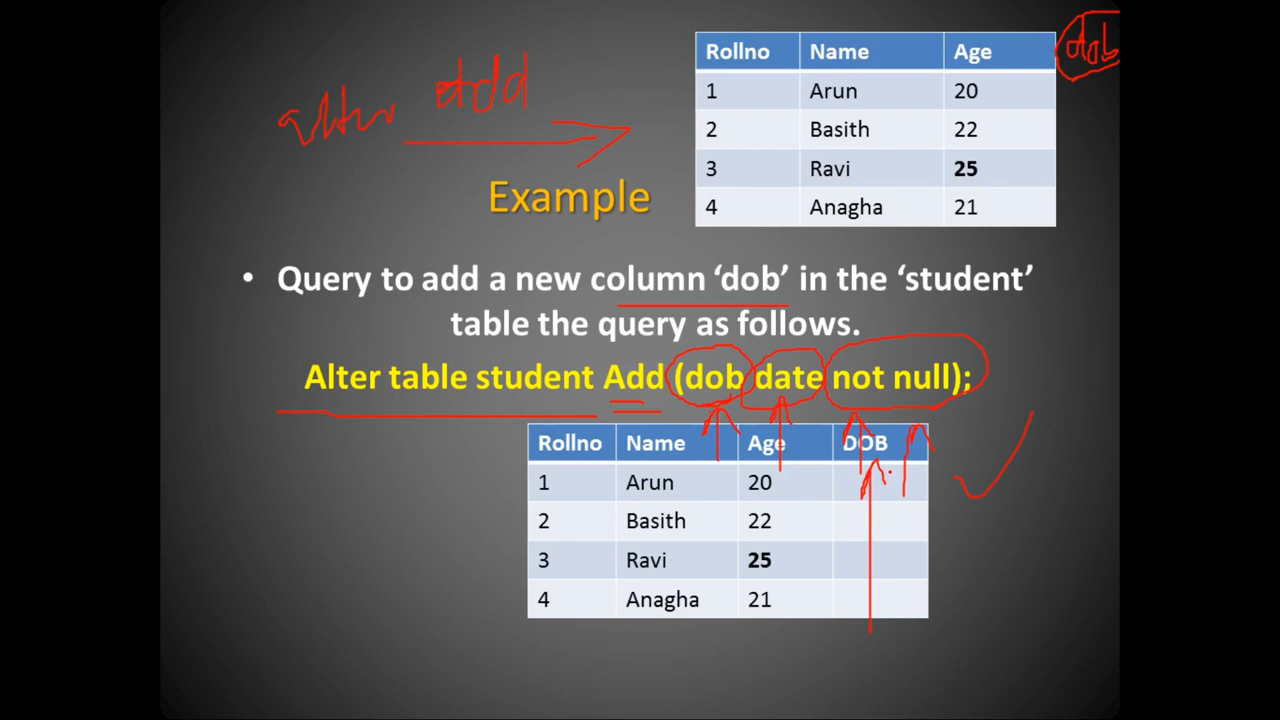 Rollno Name Age dob
1 Arun 20
2 Basith 22
3 Ravi 25
4 Anagha 21
alter Add
Example
• Query to add a new column ‘dob’ in the ‘student’
table the query as follows.
Alter table student Add (dob date not null);
Rollno Name Age DOB
1 Arun 20
2 Basith 22
3 Ravi 25
4 Anagha 21